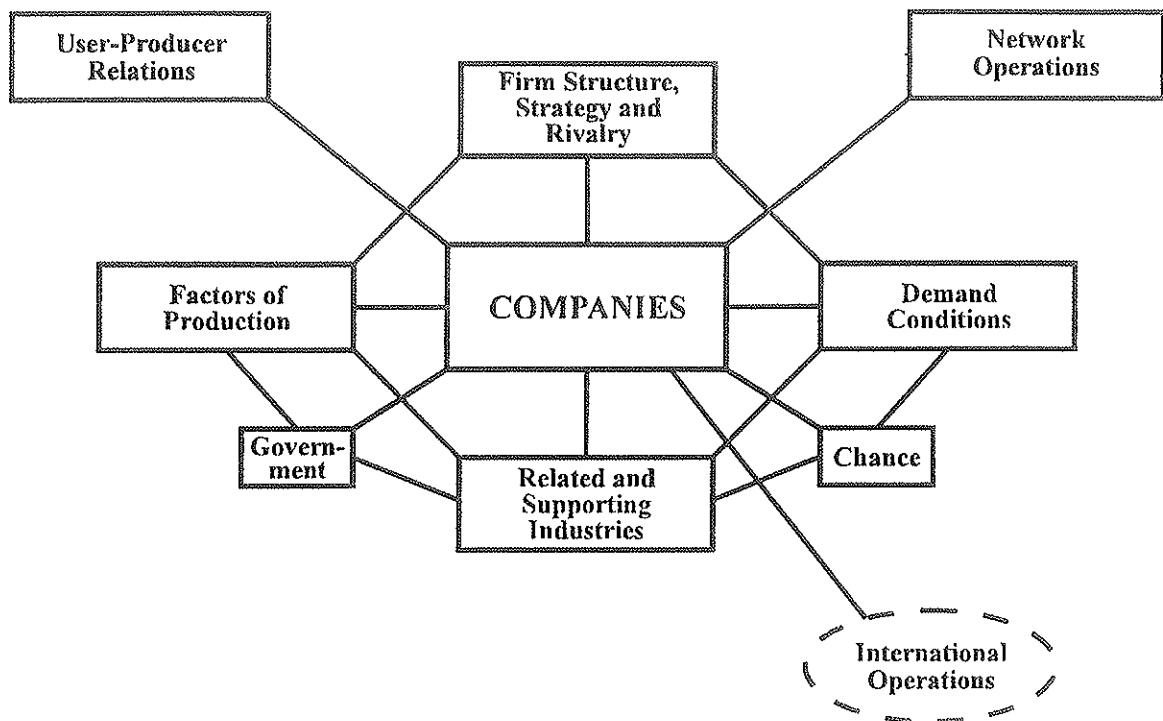 User-Producer
Relations
Network
Operations
Firm Structure,
Strategy and
Rivalry
Factors of
Production
COMPANIES
Demand
Conditions
Govern-
ment
Related and
Supporting
Industries
Chance
International
Operations